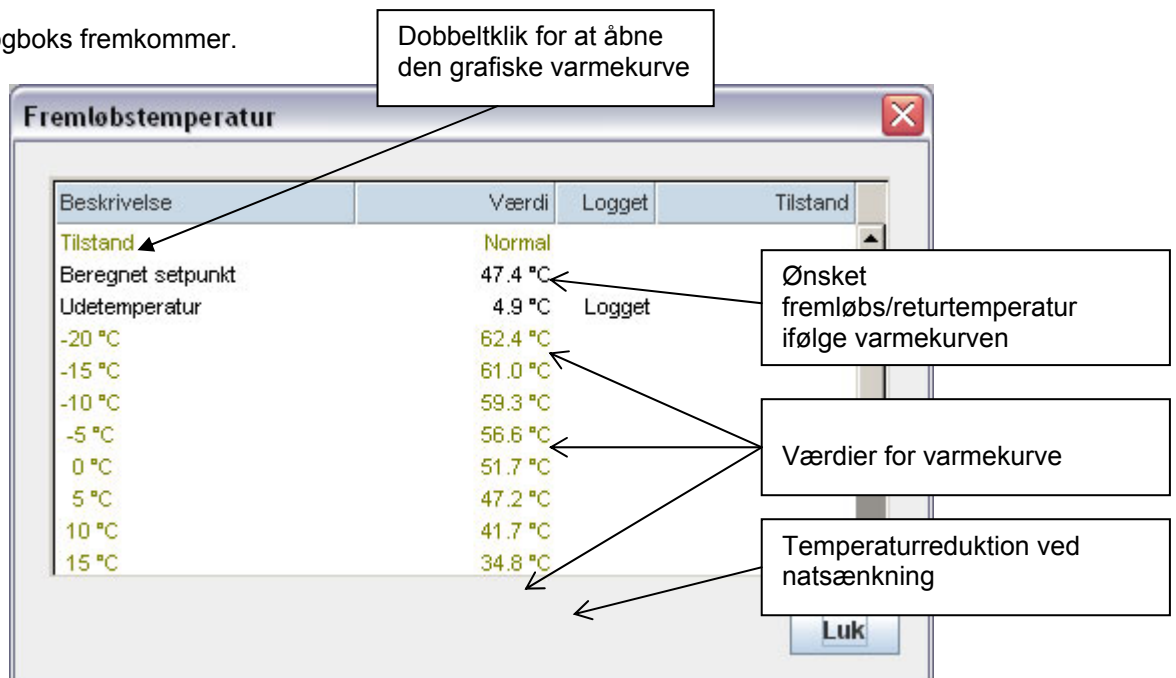 ogboks fremkommer.
Dobbeltklik for at åbne
den grafiske varmekurve
Fremløbstemperatur
Beskrivelse Værdi Logget Tilstand
Tilstand Normal
Beregnet setpunkt 47.4 °C
Udetemperatur 4.9 °C Logget
-20 °C 62.4 °C
-15 °C 61.0 °C
-10 °C 59.3 °C
-5 °C 56.6 °C
0 °C 51.7 °C
5 °C 47.2 °C
10 °C 41.7 °C
15 °C 34.8 °C
Ønsket
fremløbs/returtemperatur
ifølge varmekurven
Værdier for varmekurve
Temperaturreduktion ved
natsænkning
Luk